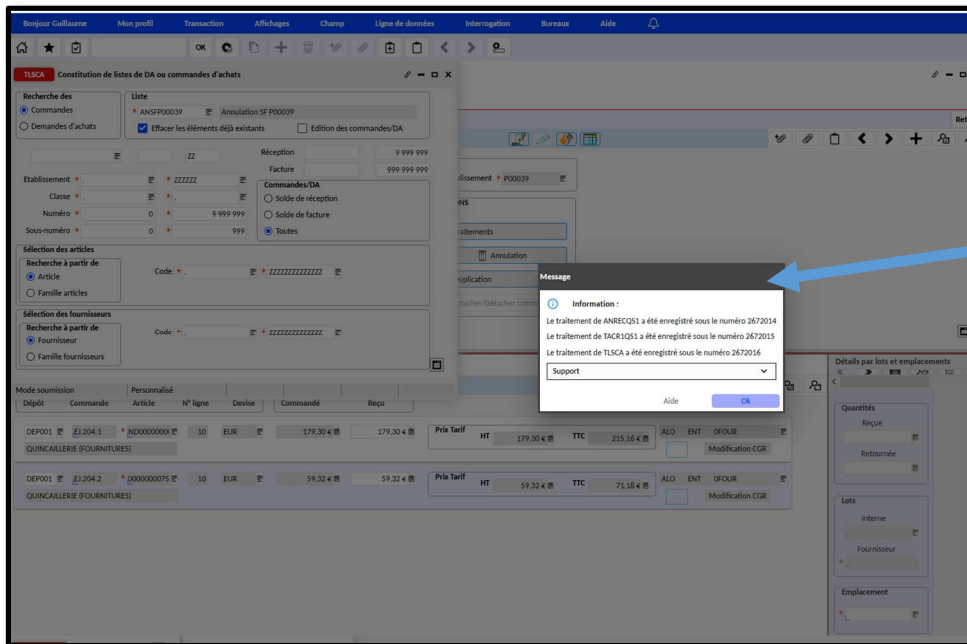 Bonjour Guillaume Mon profil Transaction Affichages Champ Ligne de données Interrogation Bureaux Aide
OK
TLSCA Constitution de listes de DA ou commandes d'achats
Recherche des Liste
Commandes * ANSFP00039 Annulation SF P00039
Demandes d'achats Effacer les éléments déjà existants Edition des commandes/DA
Ret
ZZ Réception 9 999 999
Facture 999 999 999
Etablissement * . * ZZZZZZ
Classe * . * .
Numéro * 0 * 9 999 999
Sous-numéro * 0 * 999
Commandes/DA
Solde de réception
Solde de facture
Toutes
blissement * P00039
NS
raitements
Annulation
uplication
ttacher/Détacher comm
Sélection des articles
Recherche à partir de
Article Code * . * ZZZZZZZZZZZZZ
Famille articles
Sélection des fournisseurs
Recherche à partir de
Fournisseur Code * . * ZZZZZZZZZZZZZ
Famille fournisseurs
Mode soumission Personnalisé
Message
Information :
Le traitement de ANRECQS1 a été enregistré sous le numéro 2672014
Le traitement de TACR1QS1 a été enregistré sous le numéro 2672015
Le traitement de TLSCA a été enregistré sous le numéro 2672016
Support
Aide Ok
Dépôt Commande Article N° ligne Devise Commandé Reçu
DEP001 EJ.204.1 * 10 EUR 179,30 € 179,30 € Prix Tarif HT 179,30 € TTC 215,16 € ALO ENT 0FOUR
QUINCAILLERIE (FOURNITURES) Modification CGR
DEP001 EJ.204.2 * 0000000075 10 EUR 59,32 € 59,32 € Prix Tarif HT 59,32 € TTC 71,18 € ALO ENT 0FOUR
QUINCAILLERIE (FOURNITURES) Modification CGR
Détails par lots et emplacements
Quantités
Reçue
Retournée
Lots
Interne
Fournisseur
*
Emplacement
*